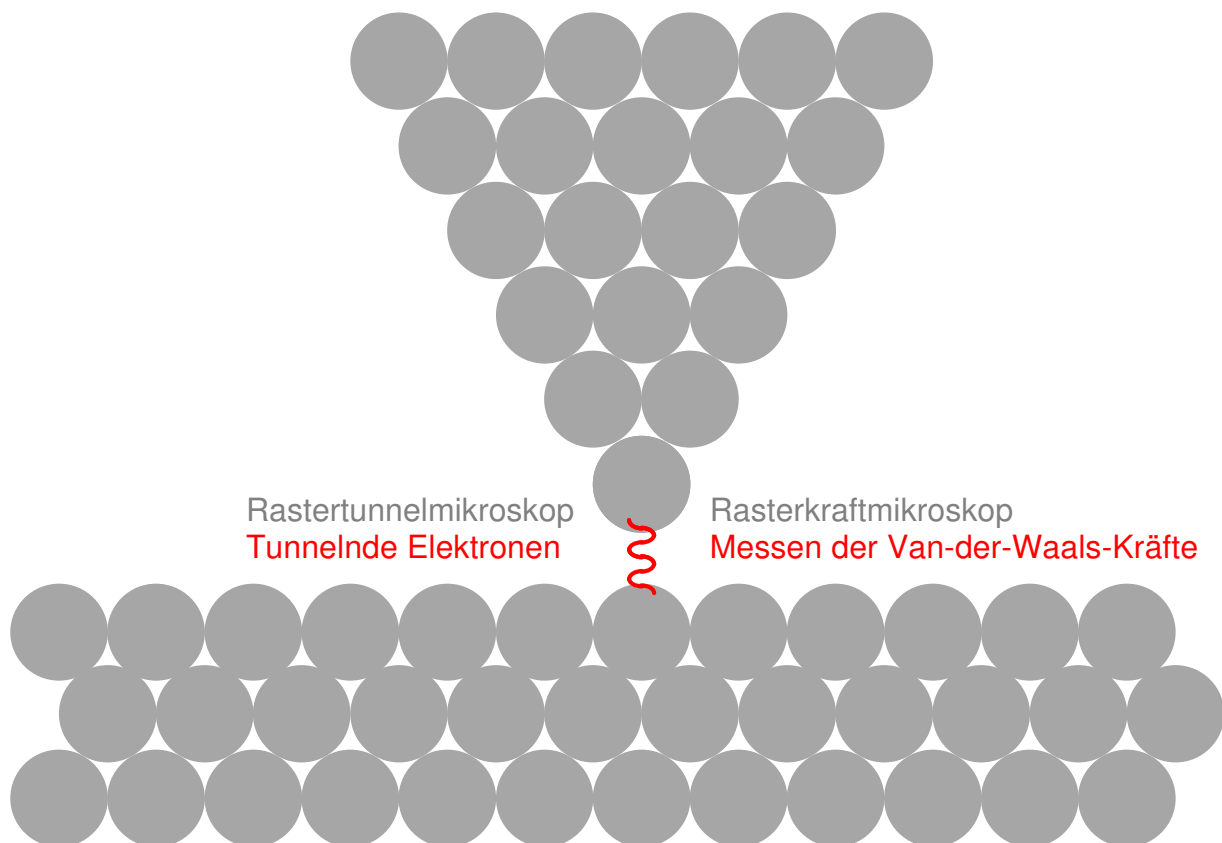 Rastertunnelmikroskop
Tunnelnde Elektronen
Rasterkraftmikroskop
Messen der Van-der-Waals-Kräfte